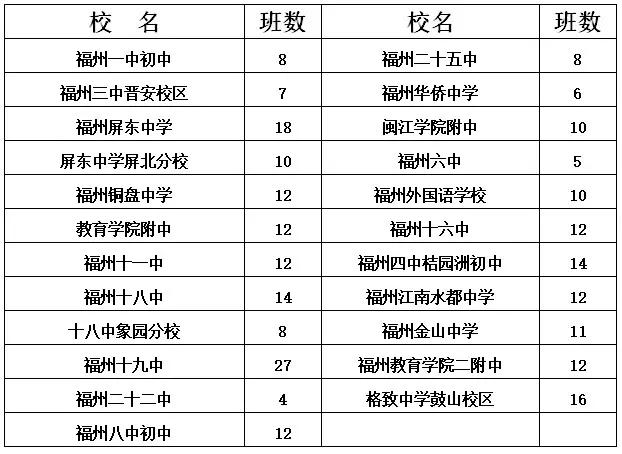 校 名 班数 校名 班数
福州一中初中 8 福州二十五中 8
福州三中晋安校区 7 福州华侨中学 6
福州屏东中学 18 闽江学院附中 10
屏东中学屏北分校 10 福州六中 5
福州铜盘中学 12 福州外国语学校 10
教育学院附中 12 福州十六中 12
福州十一中 12 福州四中桔园洲初中 14
福州十八中 14 福州江南水都中学 12
十八中象园分校 8 福州金山中学 11
福州十九中 27 福州教育学院二附中 12
福州二十二中 4 格致中学鼓山校区 16
福州八中初中 12